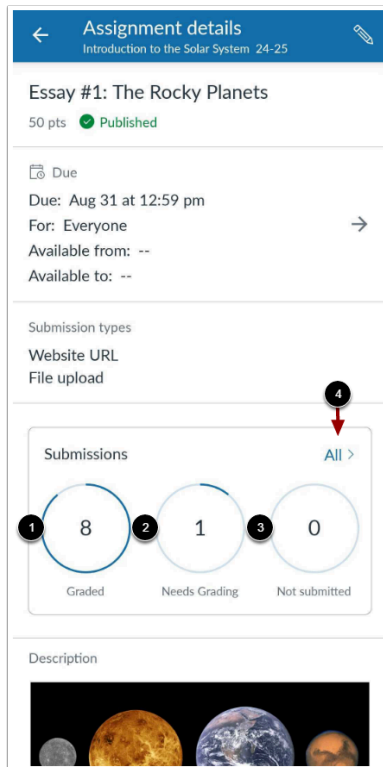 Assignment details
Introduction to the Solar System 24-25
Essay #1: The Rocky Planets
50 pts Published
Due
Due: Aug 31 at 12:59 pm
For: Everyone
Available from: --
Available to: --
Submission types
Website URL
File upload
4
Submissions All >
1 8 2 1 3 0
Graded Needs Grading Not submitted
Description